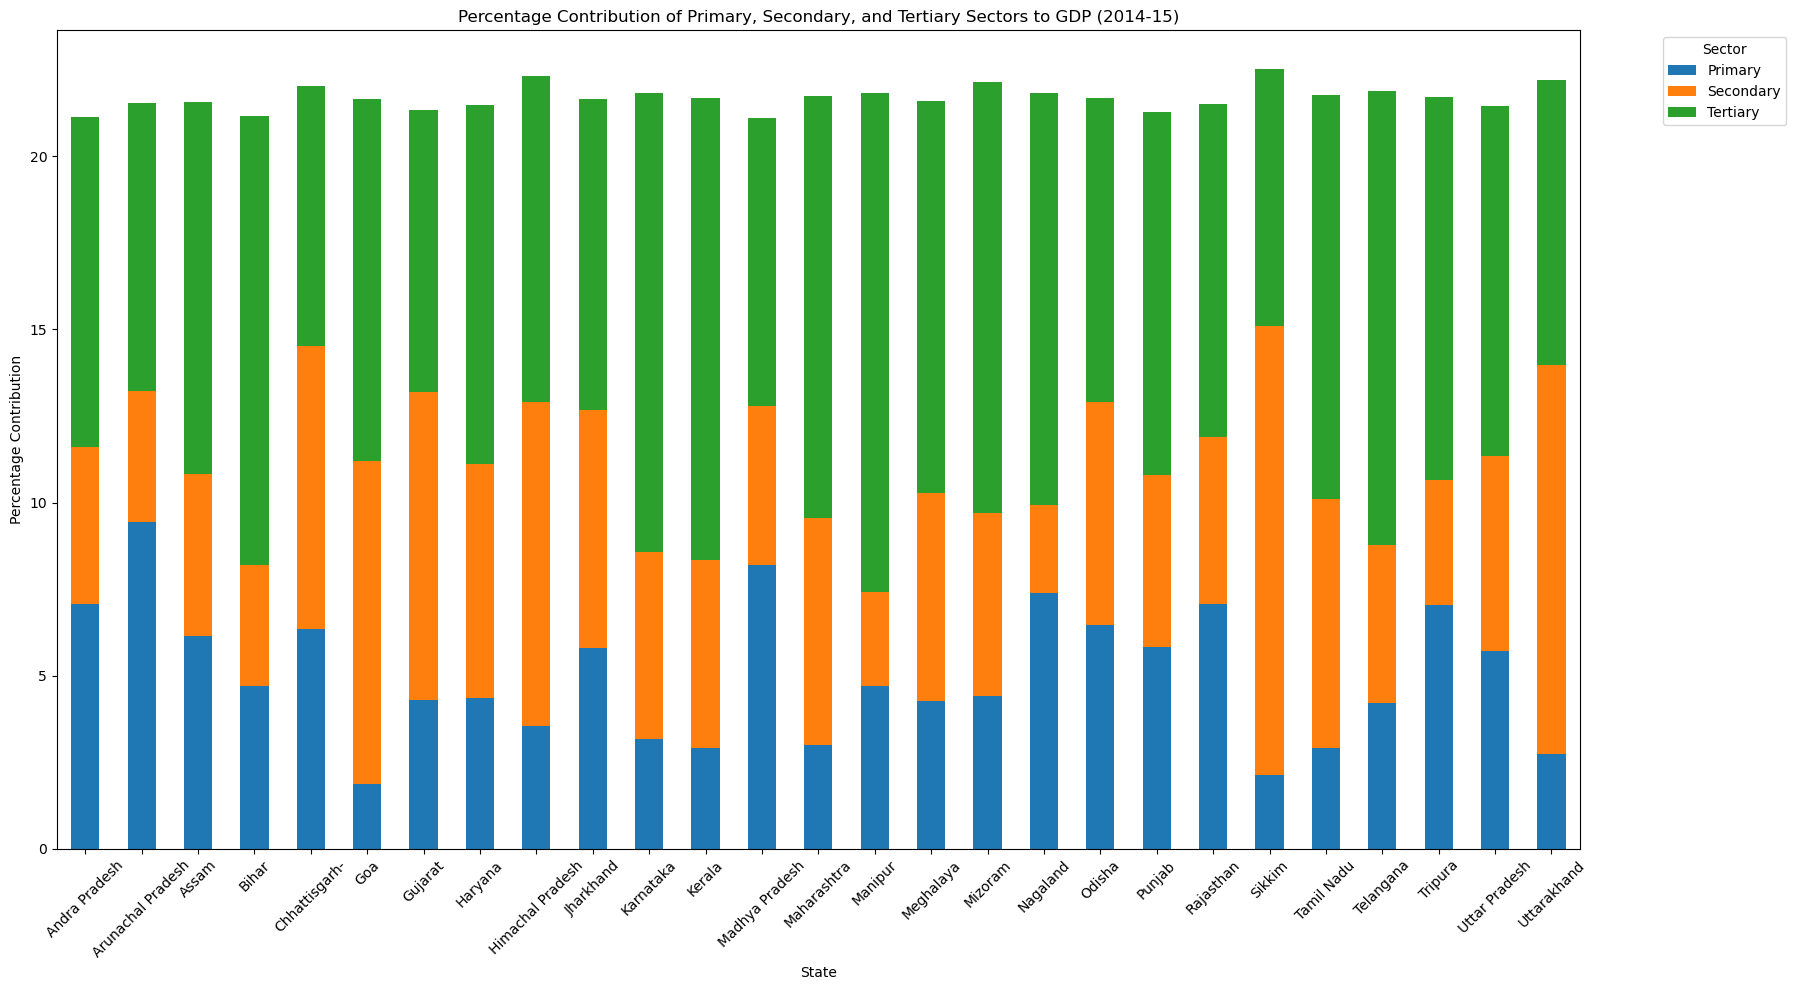 Percentage Contribution of Primary, Secondary, and Tertiary Sectors to GDP (2014-15)
Sector
Primary
Secondary
Tertiary
Percentage Contribution
20
15
10
5
0
Andra Pradesh
Arunachal Pradesh
Assam
Bihar
Chhattisgarh-
Goa
Gujarat
Haryana
Himachal Pradesh
Jharkhand
Karnataka
Kerala
Madhya Pradesh
Maharashtra
Manipur
Meghalaya
Mizoram
Nagaland
Odisha
Punjab
Rajasthan
Sikkim
Tamil Nadu
Telangana
Tripura
Uttar Pradesh
Uttarakhand
State